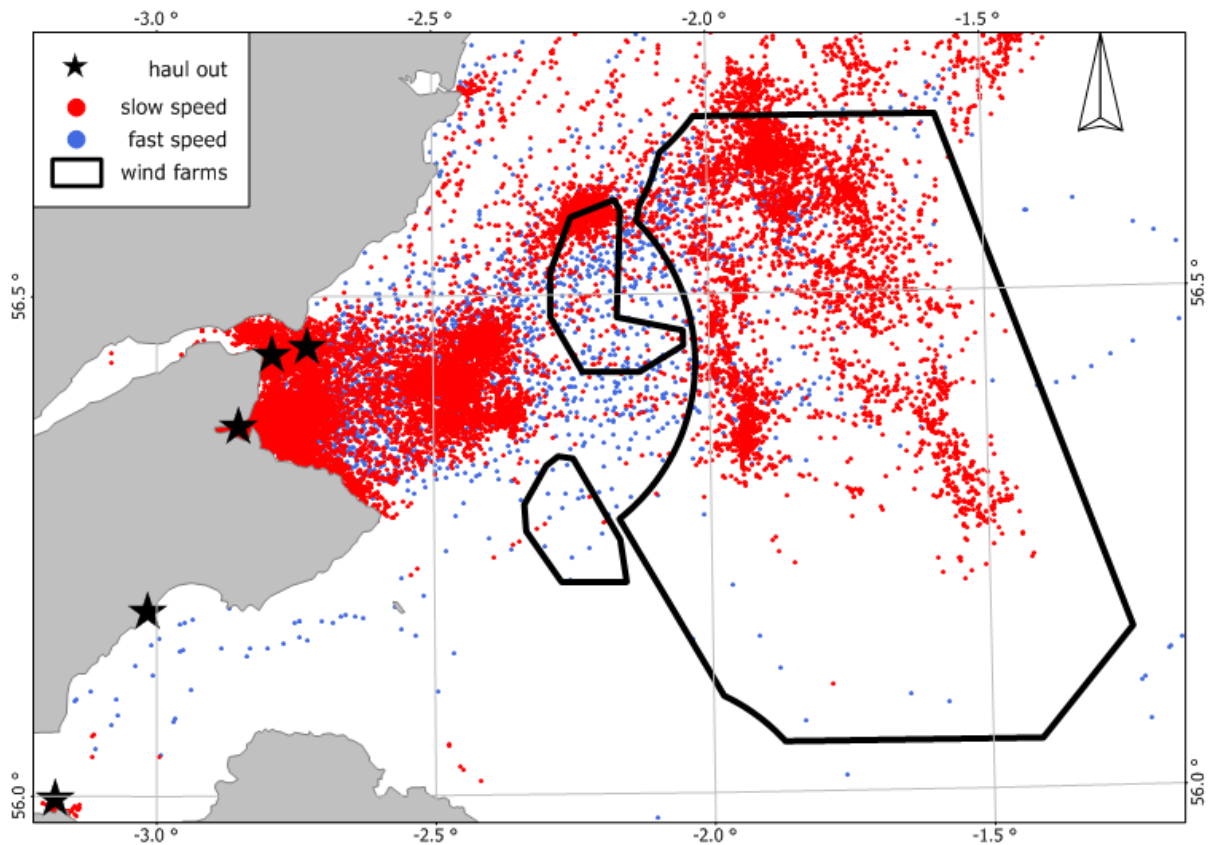 -3.0 ° -2.5 ° -2.0 ° -1.5 °
haul out
slow speed
fast speed
wind farms
56.5 ° 56.5 °
56.0 ° 56.0 °
-3.0 ° -2.5 ° -2.0 ° -1.5 °